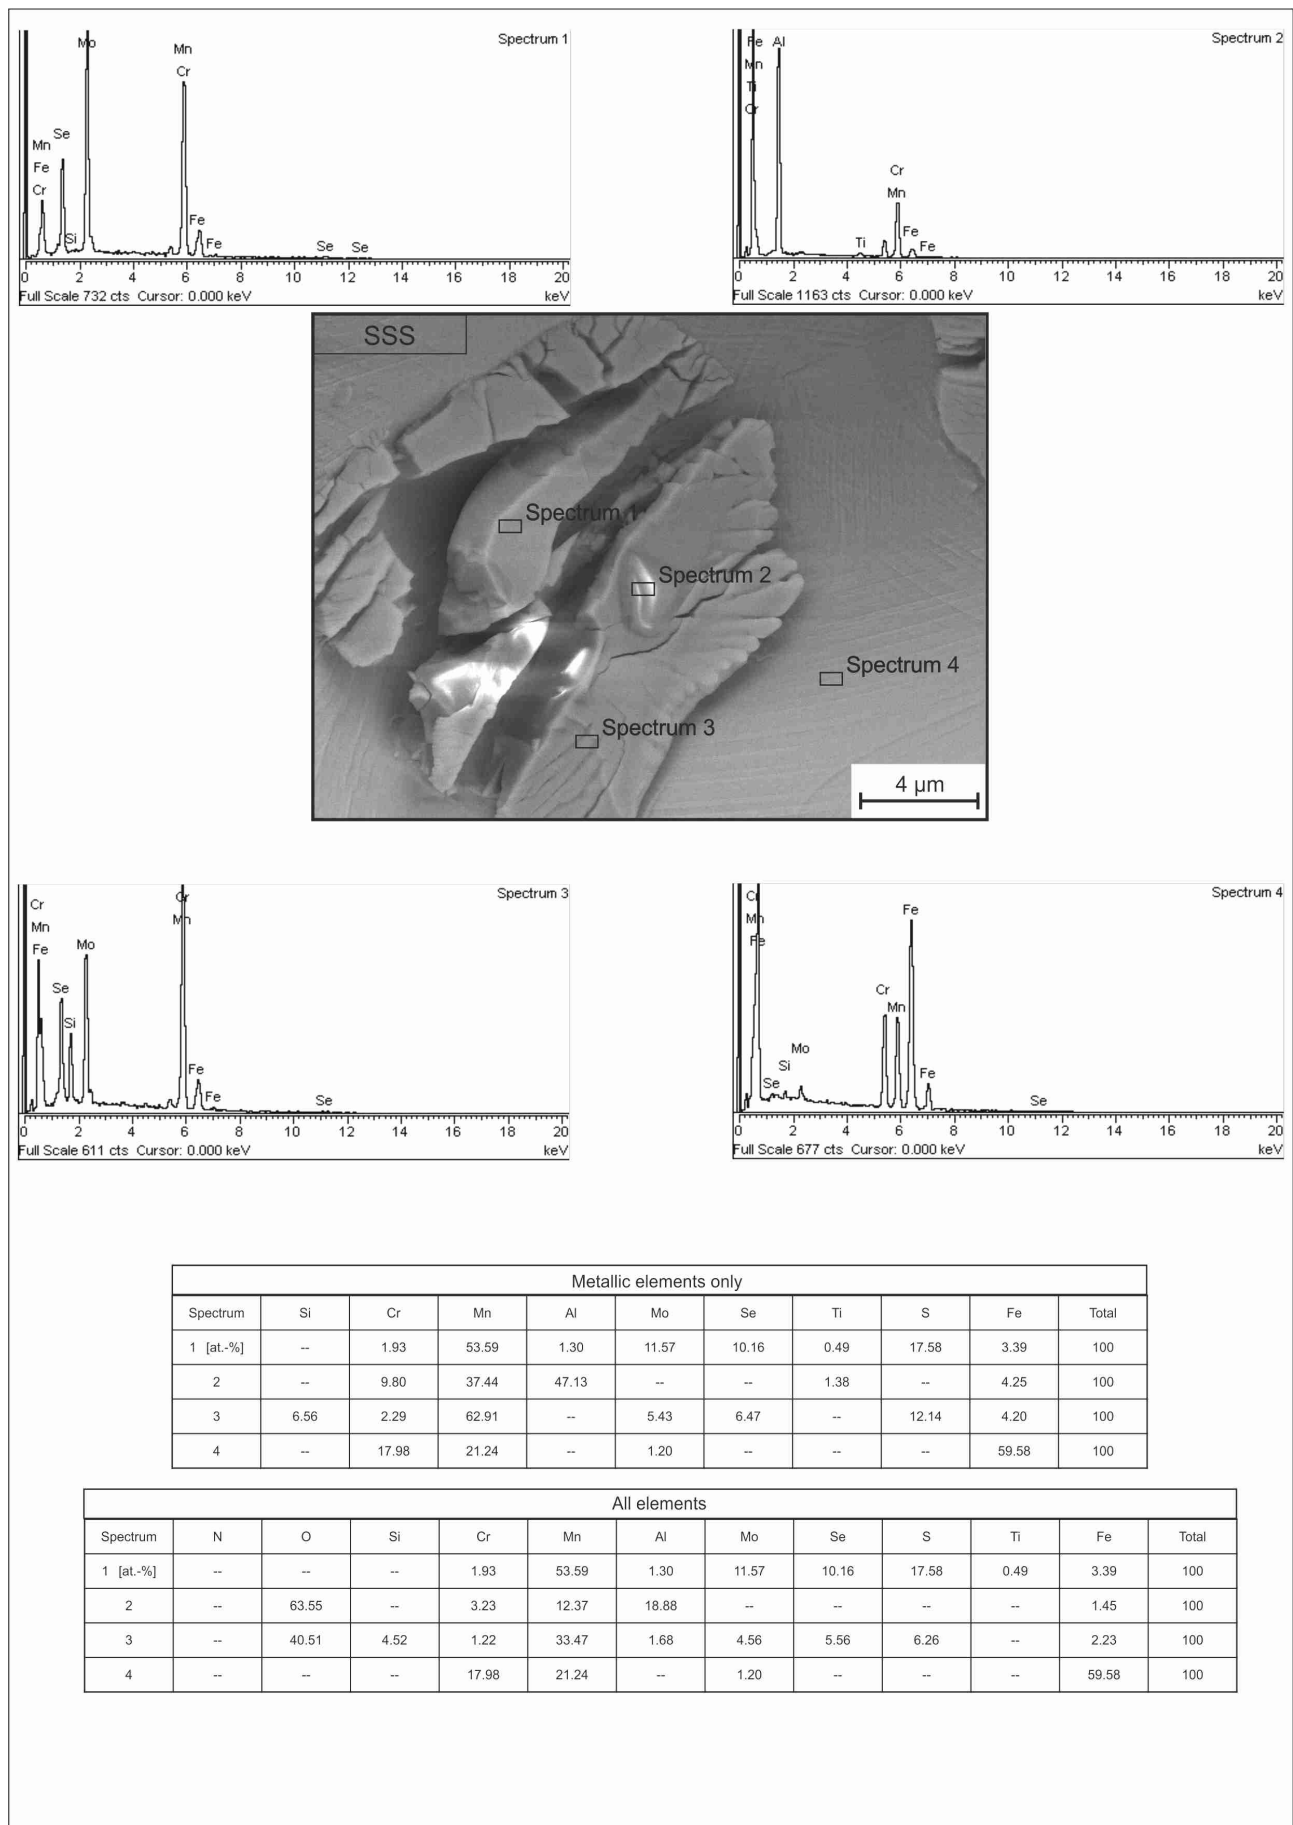 Spectrum 1
Mo
Mn
Cr
Se
Mn
Fe
Cr
Si
Fe
Fe
Se
Se
0 2 4 6 8 10 12 14 16 18 20
Full Scale 732 cts Cursor: 0.000 keV
keV
Spectrum 2
Fe
Al
Mn
Ti
Cr
Cr
Mn
Fe
Ti
Fe
0 2 4 6 8 10 12 14 16 18 20
Full Scale 1163 cts Cursor: 0.000 keV
keV
SSS
Spectrum 1
Spectrum 2
Spectrum 4
Spectrum 3
4 µm
Spectrum 3
Cr
Mn
Cr
Mn
Fe
Mo
Se
Si
Fe
Fe
Se
0 2 4 6 8 10 12 14 16 18 20
Full Scale 611 cts Cursor: 0.000 keV
keV
Spectrum 4
Cr
Mn
Fe
Fe
Cr
Mn
Mo
Si
Se
Fe
Se
0 2 4 6 8 10 12 14 16 18 20
Full Scale 677 cts Cursor: 0.000 keV
keV
Metallic elements only
Spectrum Si Cr Mn Al Mo Se Ti S Fe Total
1 [at.-%] -- 1.93 53.59 1.30 11.57 10.16 0.49 17.58 3.39 100
2 -- 9.80 37.44 47.13 -- -- 1.38 -- 4.25 100
3 6.56 2.29 62.91 -- 5.43 6.47 -- 12.14 4.20 100
4 -- 17.98 21.24 -- 1.20 -- -- -- 59.58 100
All elements
Spectrum N O Si Cr Mn Al Mo Se S Ti Fe Total
1 [at.-%] -- -- -- 1.93 53.59 1.30 11.57 10.16 17.58 0.49 3.39 100
2 -- 63.55 -- 3.23 12.37 18.88 -- -- -- -- 1.45 100
3 -- 40.51 4.52 1.22 33.47 1.68 4.56 5.56 6.26 -- 2.23 100
4 -- -- -- 17.98 21.24 -- 1.20 -- -- -- 59.58 100